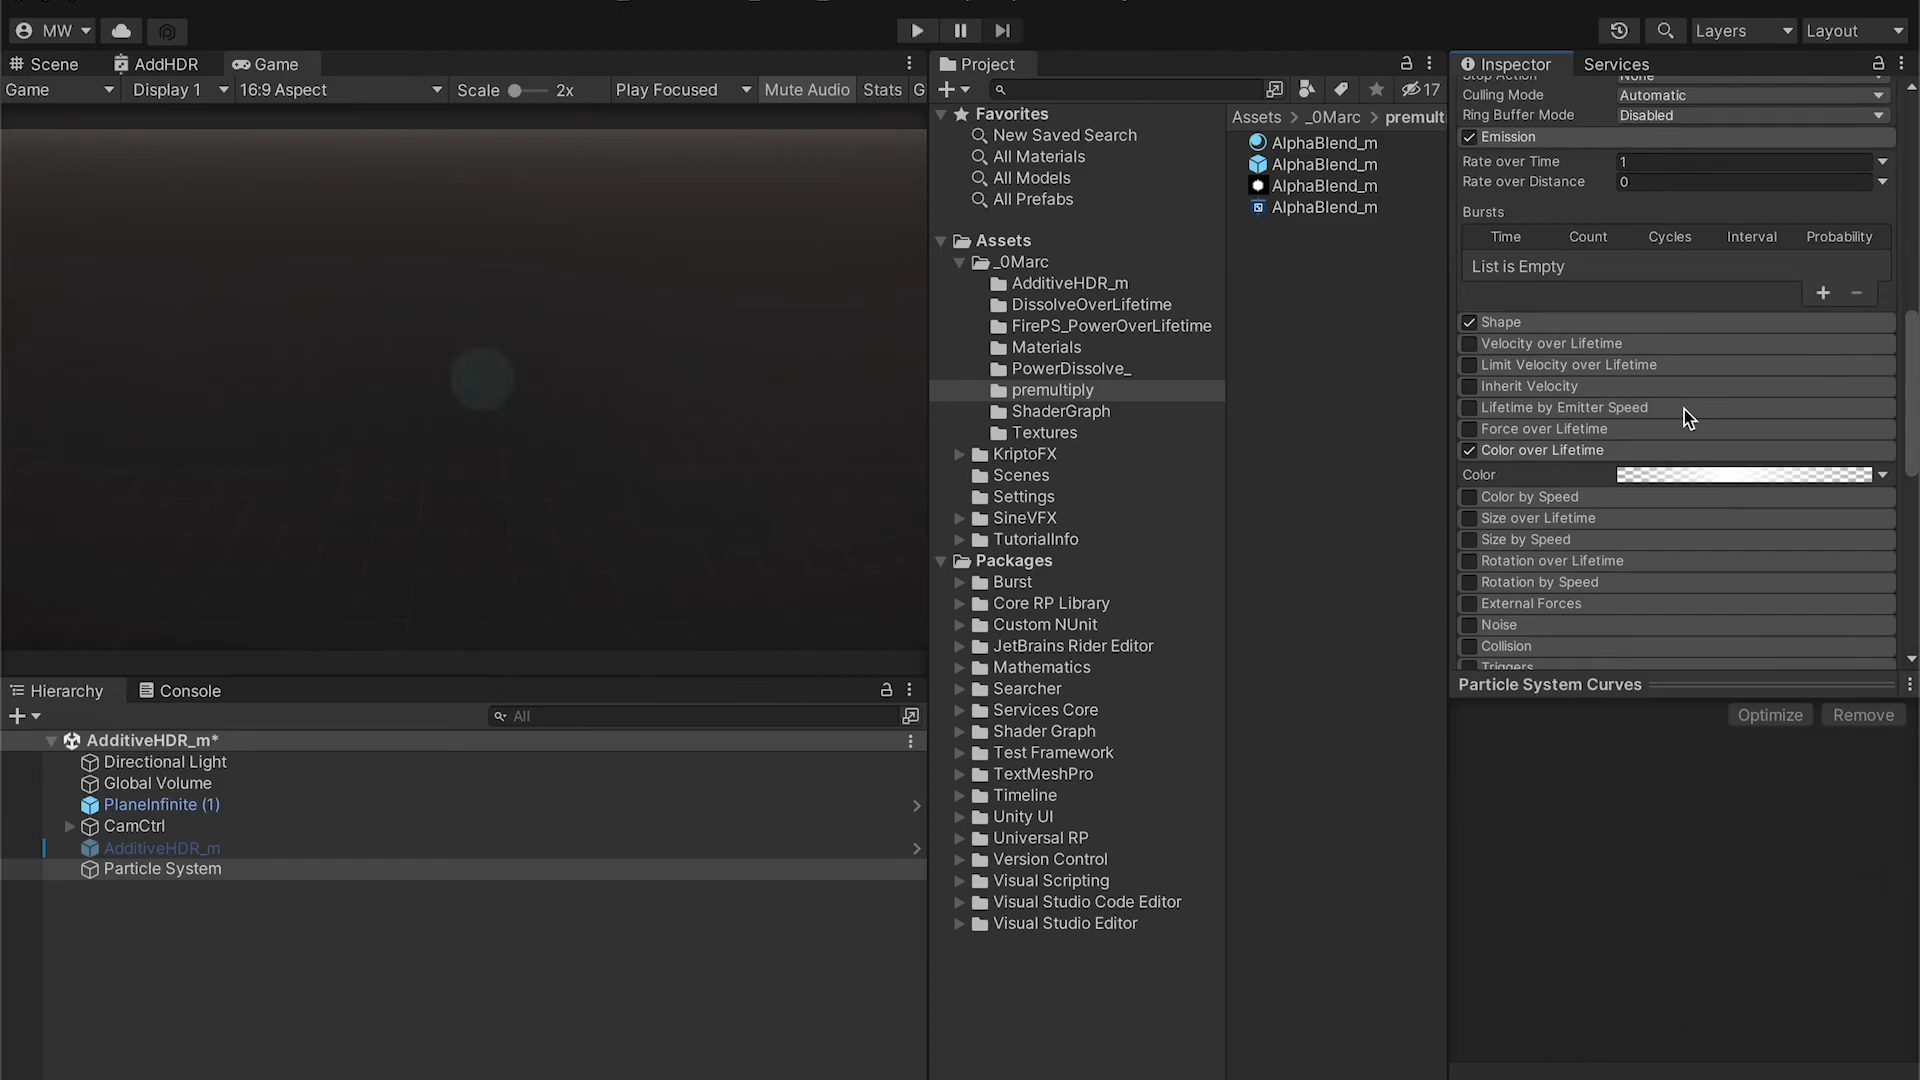 MW
Layers
Layout
Scene
AddHDR
Game
Game
Display 1
16:9 Aspect
Scale
2x
Play Focused
Mute Audio
Stats
G
Project
17
Favorites
New Saved Search
All Materials
All Models
All Prefabs
Assets
_0Marc
AdditiveHDR_m
DissolveOverLifetime
FirePS_PowerOverLifetime
Materials
PowerDissolve_
premultiply
ShaderGraph
Textures
KriptoFX
Scenes
Settings
SineVFX
TutorialInfo
Packages
Burst
Core RP Library
Custom NUnit
JetBrains Rider Editor
Mathematics
Searcher
Services Core
Shader Graph
Test Framework
TextMeshPro
Timeline
Unity UI
Universal RP
Version Control
Visual Scripting
Visual Studio Code Editor
Visual Studio Editor
Assets > _0Marc > premult
AlphaBlend_m
AlphaBlend_m
AlphaBlend_m
AlphaBlend_m
Hierarchy
Console
All
AdditiveHDR_m*
Directional Light
Global Volume
PlaneInfinite (1)
CamCtrl
AdditiveHDR_m
Particle System
Inspector
Services
Stop Action None
Culling Mode Automatic
Ring Buffer Mode Disabled
Emission
Rate over Time 1
Rate over Distance 0
Bursts
Time Count Cycles Interval Probability
List is Empty
Shape
Velocity over Lifetime
Limit Velocity over Lifetime
Inherit Velocity
Lifetime by Emitter Speed
Force over Lifetime
Color over Lifetime
Color
Color by Speed
Size over Lifetime
Size by Speed
Rotation over Lifetime
Rotation by Speed
External Forces
Noise
Collision
Triggers
Particle System Curves
Optimize
Remove